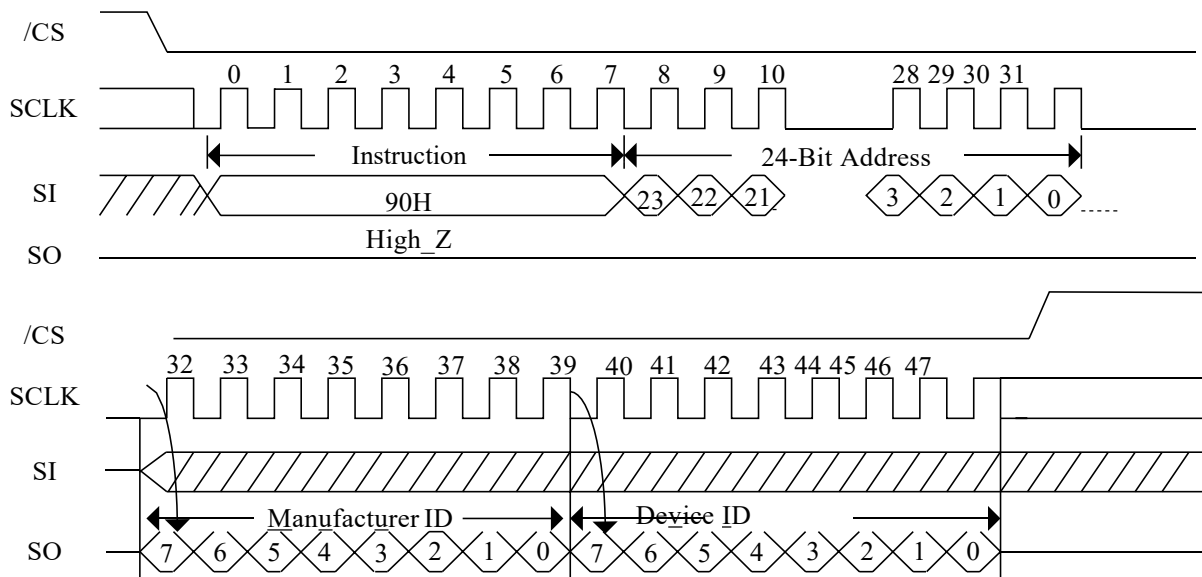 /CS
0 1 2 3 4 5 6 7 8 9 10 28 29 30 31
SCLK
Instruction 24-Bit Address
SI 90H 23 22 21 3 2 1 0
High_Z
SO
/CS
32 33 34 35 36 37 38 39 40 41 42 43 44 45 46 47
SCLK
SI
Manufacturer ID Device ID
SO 7 6 5 4 3 2 1 0 7 6 5 4 3 2 1 0